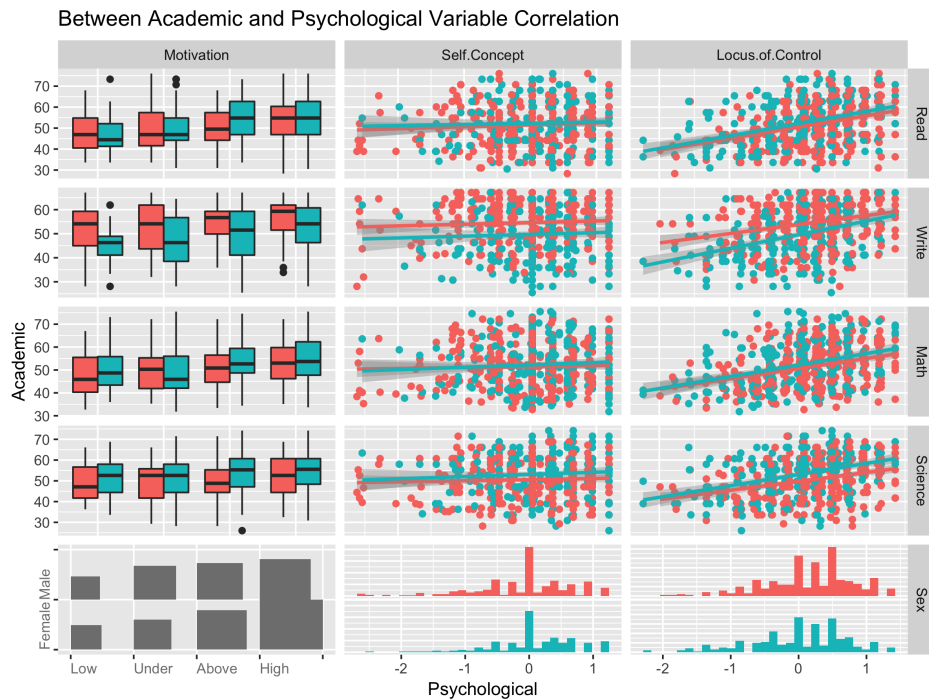 Between Academic and Psychological Variable Correlation
Motivation Self.Concept Locus.of.Control
70
60
50
40
30
Read
60
50
40
30
Write
Academic
70
60
50
40
30
Math
70
60
50
40
30
Science
Male
Female
Sex
Low Under Above High -2 -1 0 1 -2 -1 0 1
Psychological